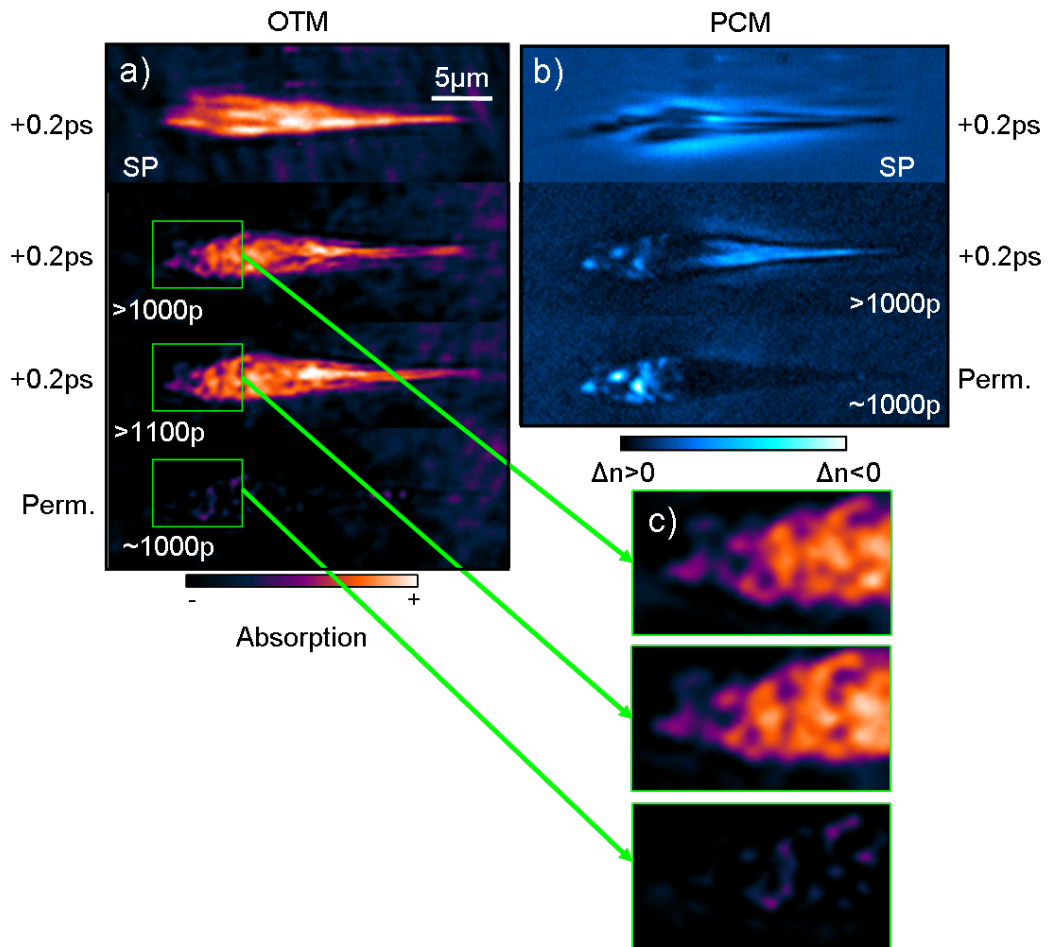 OTM
PCM
a)
5μm
+0.2ps
SP
b)
+0.2ps
SP
+0.2ps
>1000p
+0.2ps
>1000p
+0.2ps
>1100p
Perm.
~1000p
Perm.
~1000p
Δn>0
Δn<0
-
+
Absorption
c)